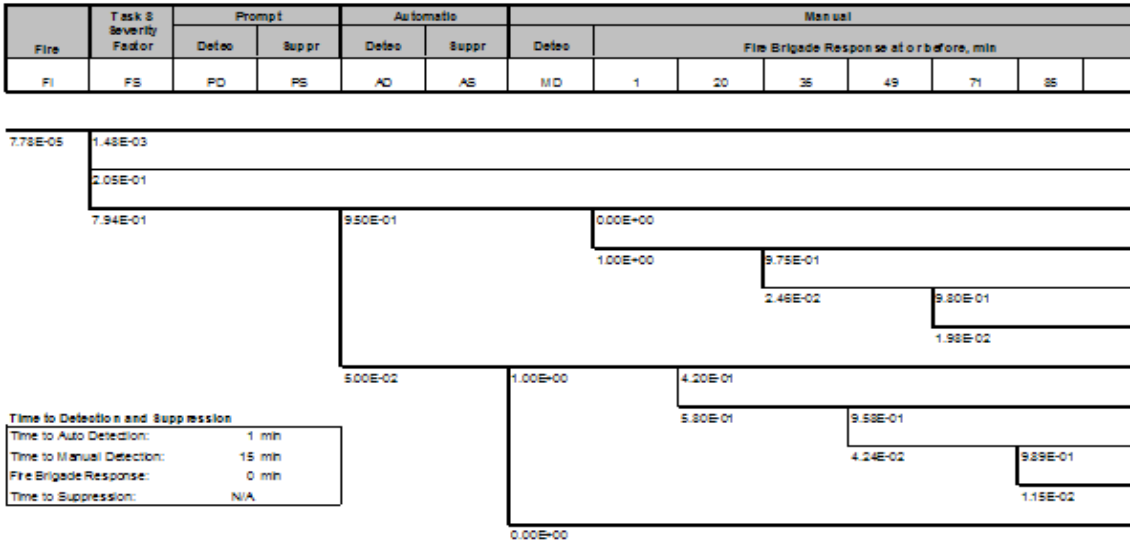 Fire Task 8 Severity Factor Prompt Automatic Manual
Detec Suppr Detec Suppr Detec Fire Brigade Response at or before, min
FI FS PD PS AD AS MD 1 20 35 49 71 85
7.78E-05 1.48E-03
2.05E-01
7.94E-01 9.50E-01 0.00E+00
1.00E+00 9.75E-01
2.46E-02 9.80E-01
1.98E-02
5.00E-02 1.00E+00 4.20E-01
5.80E-01 9.58E-01
4.24E-02 9.89E-01
1.15E-02
0.00E+00
Time to Detection and Suppression
Time to Auto Detection: 1 min
Time to Manual Detection: 15 min
Fire Brigade Response: 0 min
Time to Suppression: N/A